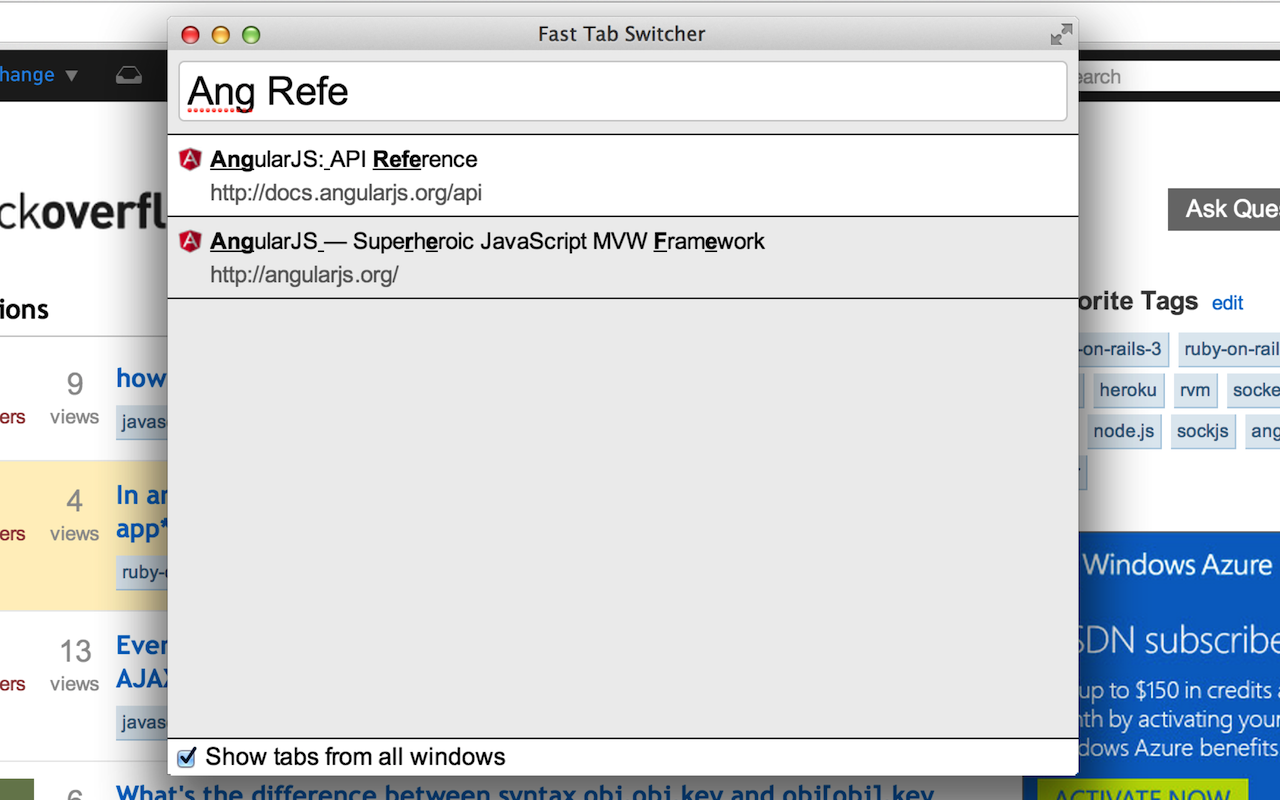 Fast Tab Switcher
hange ▼
earch
Ang Refe
AngularJS: API Reference
http://docs.angularjs.org/api
AngularJS — Superheroic JavaScript MVW Framework
http://angularjs.org/
Show tabs from all windows
ckoverfl
Ask Ques
ions
9
views
ers
how
javas
4
views
ers
In an
app*
ruby-
13
views
ers
Ever
AJAX
javas
6
What's the difference between syntax obj.obj.key and obj[obj].key
orite Tags edit
-on-rails-3 ruby-on-rail
heroku rvm socke
node.js sockjs ang
Windows Azure
SDN subscribe
up to $150 in credits a
nth by activating your
dows Azure benefits
ACTIVATE NOW